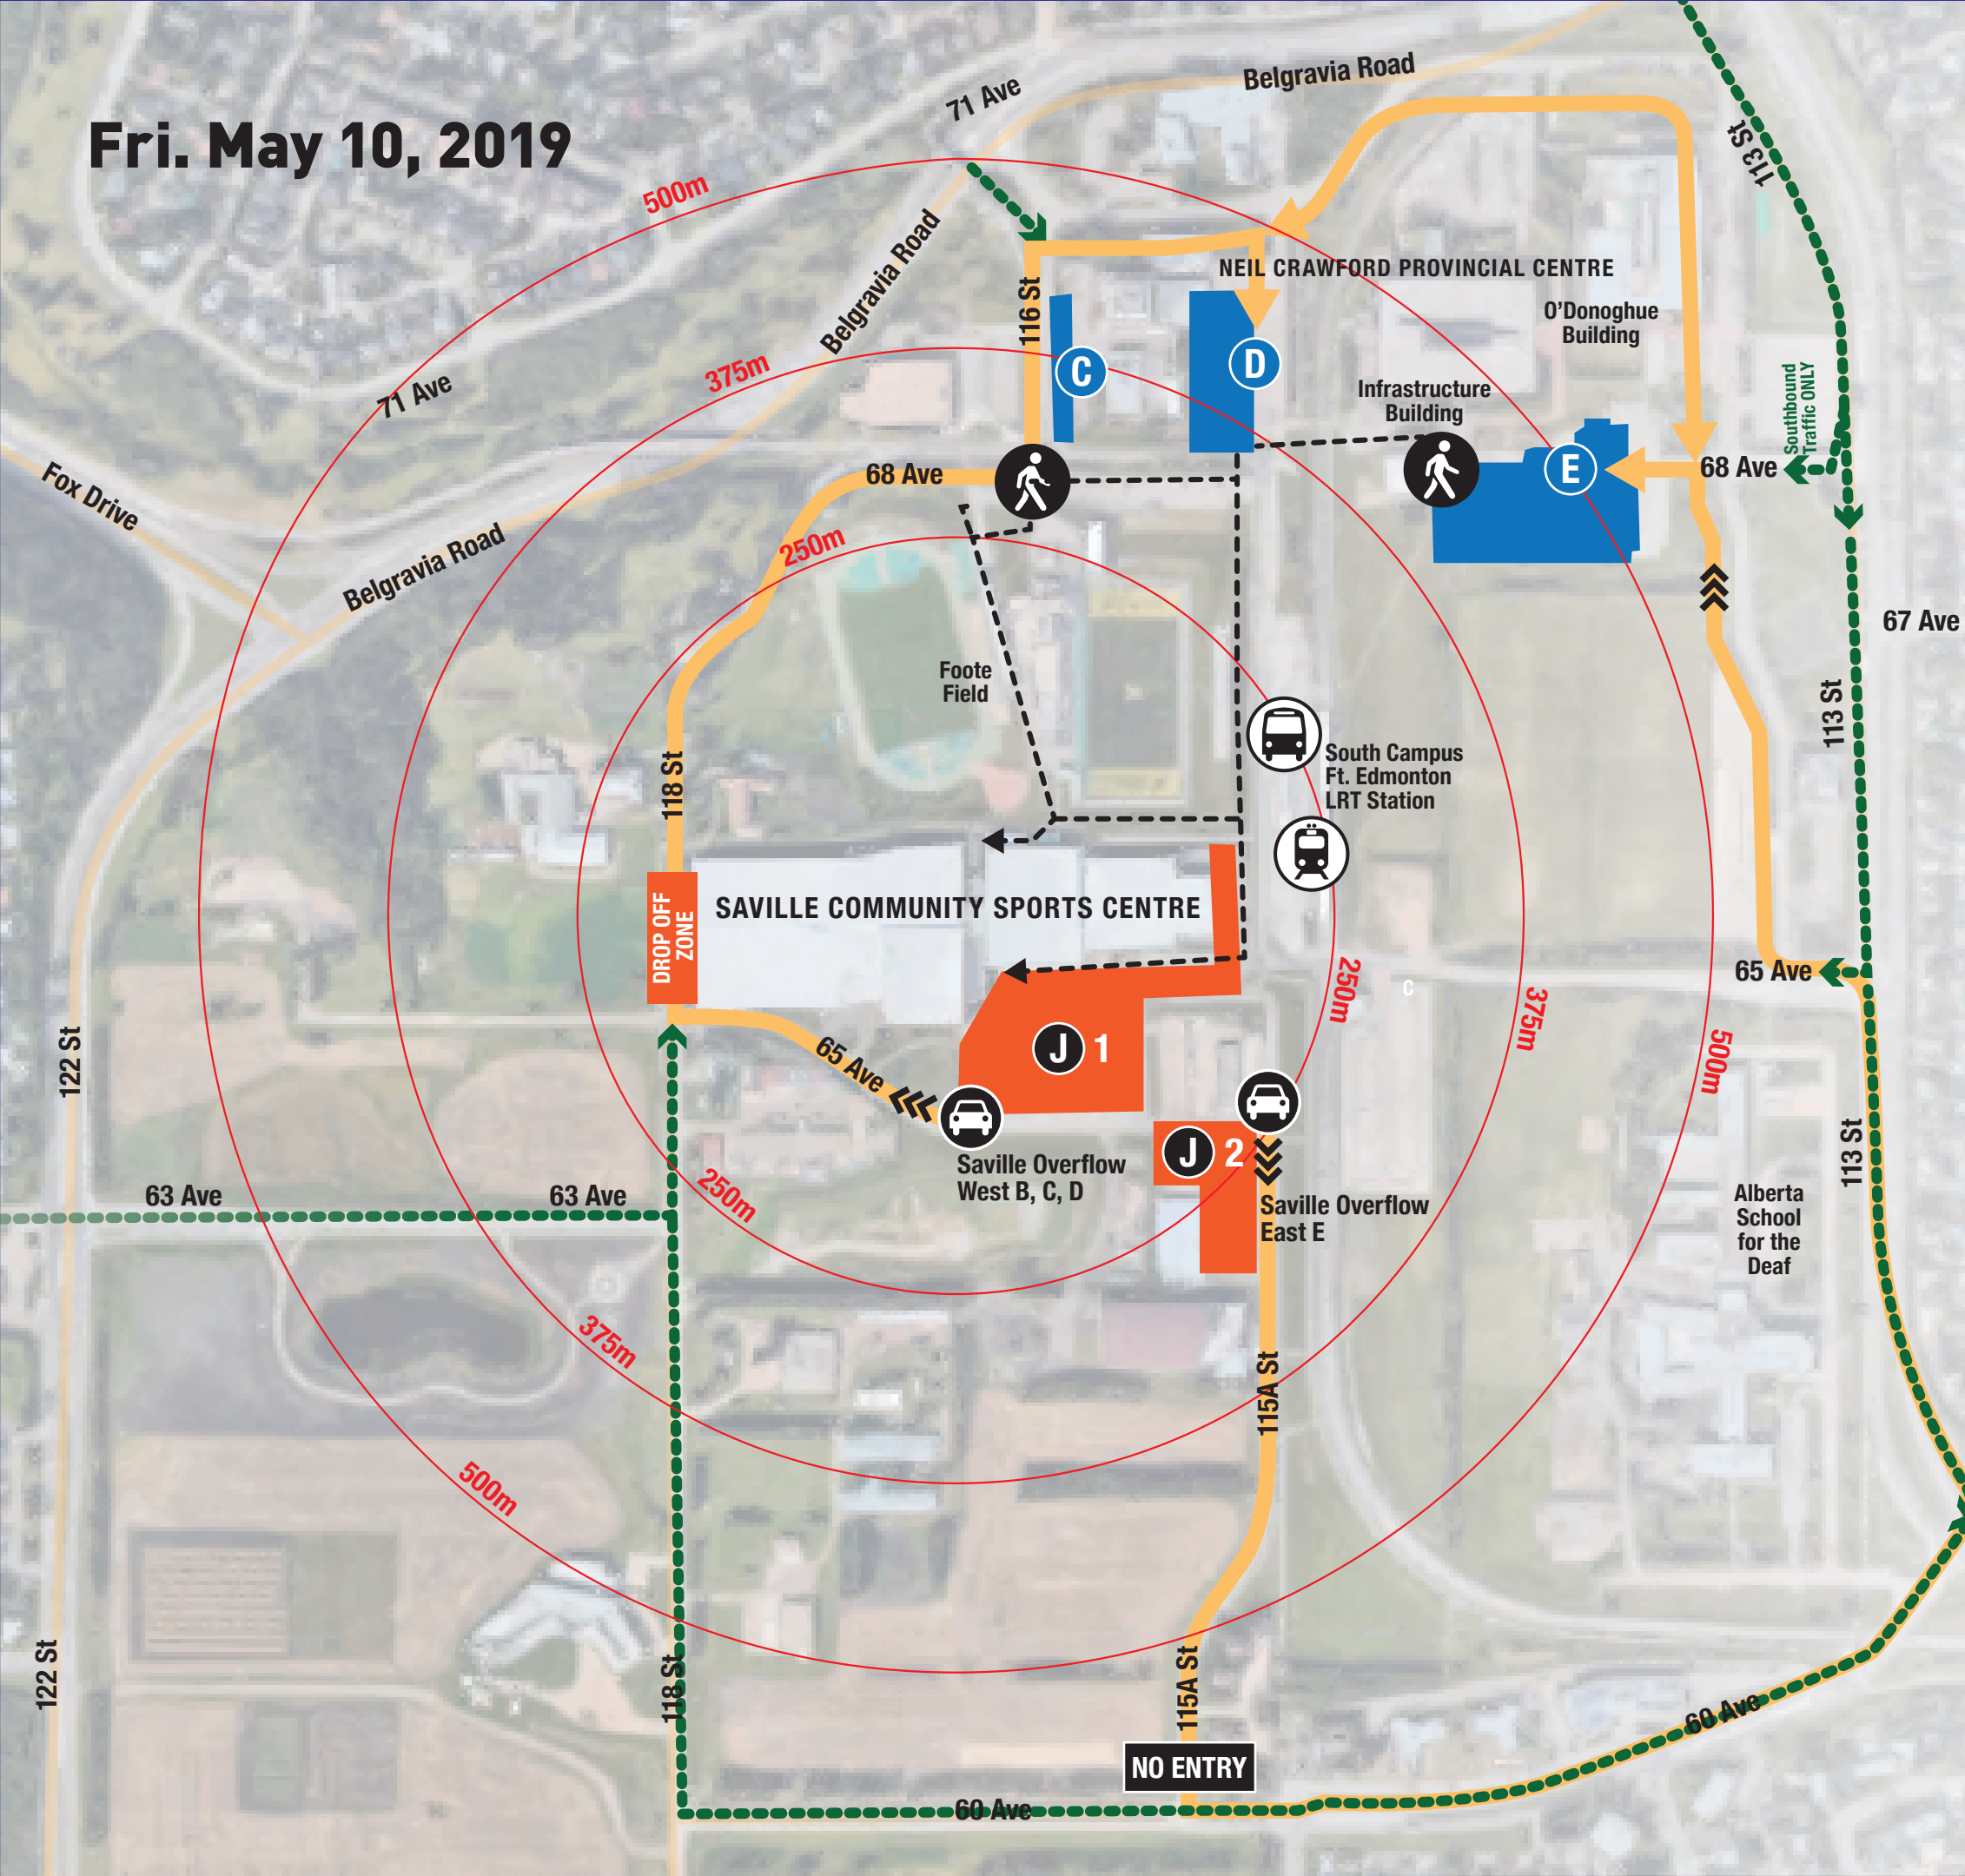 Fri. May 10, 2019
71 Ave
Belgravia Road
113 St
500m
Belgravia Road
116 St
NEIL CRAWFORD PROVINCIAL CENTRE
O'Donoghue
Building
375m
71 Ave
C
D
Infrastructure
Building
Southbound
Traffic ONLY
Fox Drive
68 Ave
E
68 Ave
Belgravia Road
250m
67 Ave
Foote
Field
113 St
118 St
South Campus
Ft. Edmonton
LRT Station
DROP OFF
ZONE
SAVILLE COMMUNITY SPORTS CENTRE
65 Ave
250m
C
375m
500m
122 St
65 Ave
J 1
J 2
113 St
Saville Overflow
West B, C, D
Saville Overflow
East E
63 Ave
63 Ave
250m
Alberta
School
for the
Deaf
375m
115A St
500m
122 St
118 St
115A St
60 Ave
NO ENTRY
60 Ave